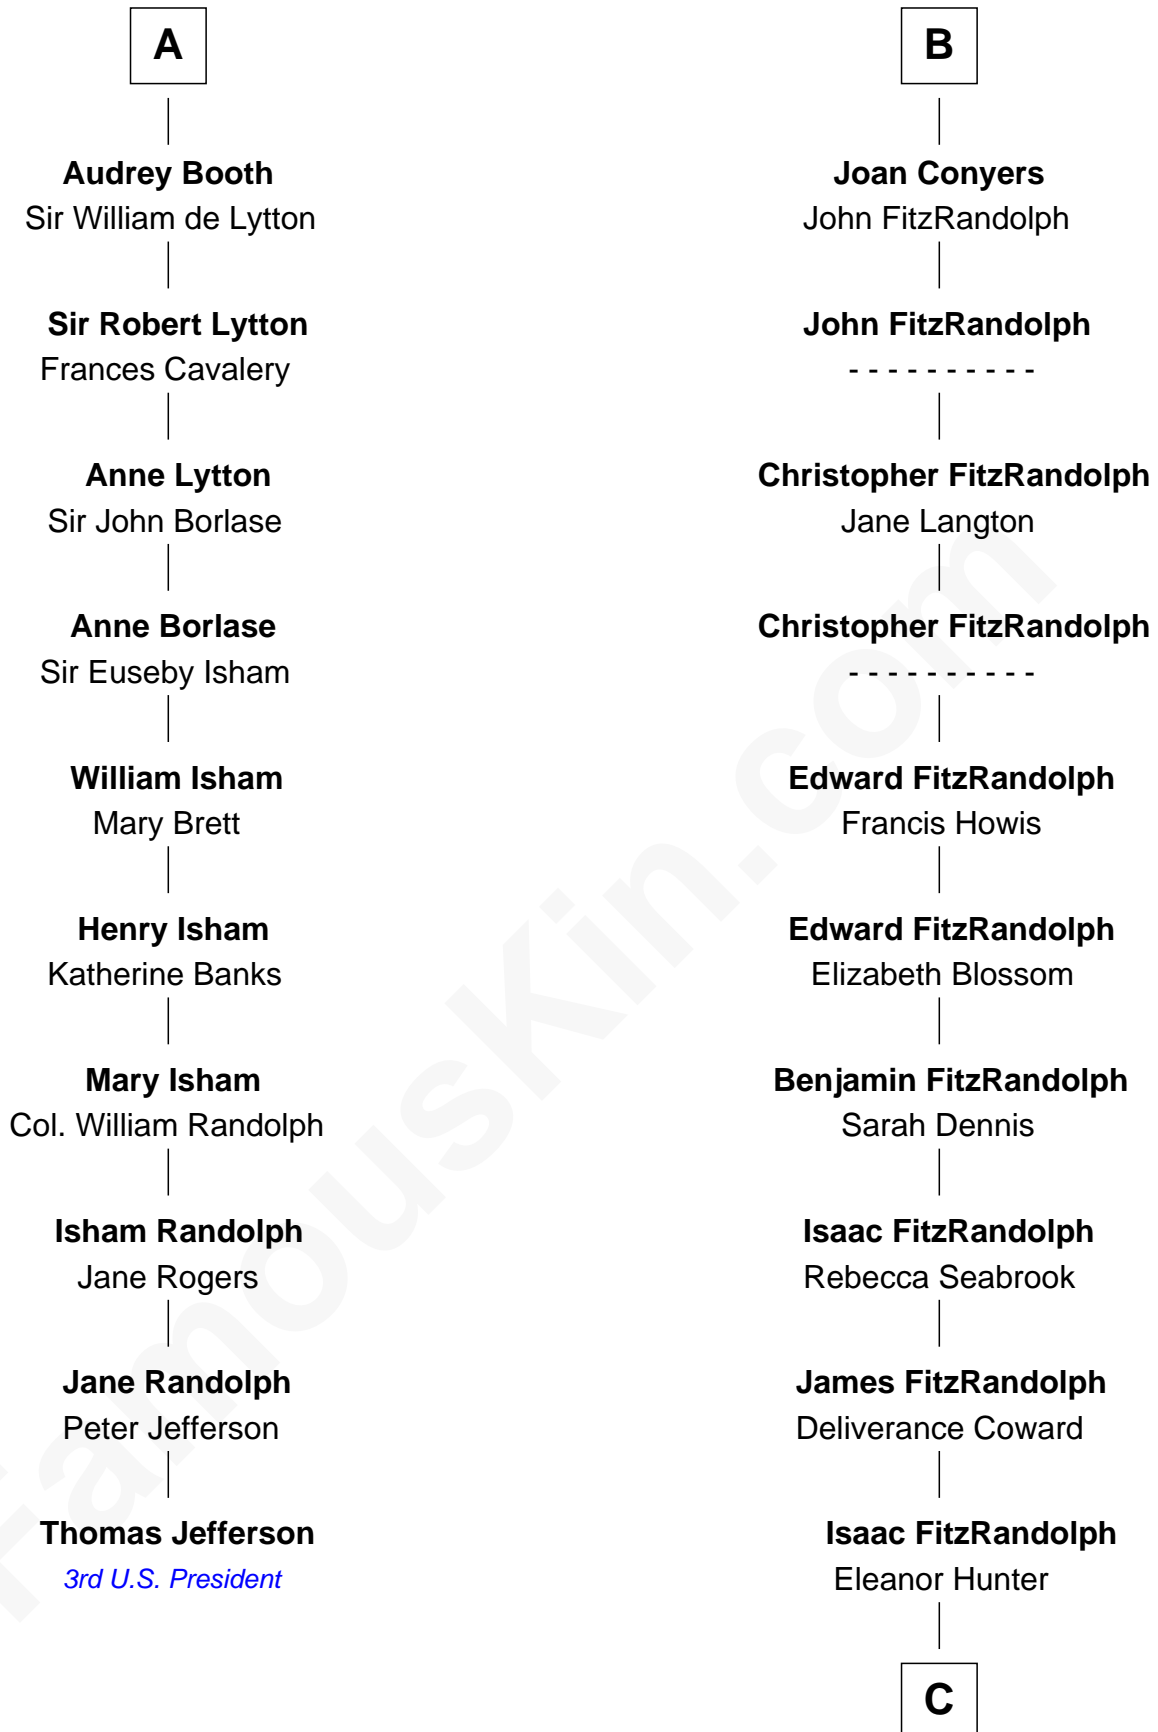 A
Audrey Booth
Sir William de Lytton
Sir Robert Lytton
Frances Cavalery
Anne Lytton
Sir John Borlase
Anne Borlase
Sir Euseby Isham
William Isham
Mary Brett
Henry Isham
Katherine Banks
Mary Isham
Col. William Randolph
Isham Randolph
Jane Rogers
Jane Randolph
Peter Jefferson
Thomas Jefferson
3rd U.S. President
B
Joan Conyers
John FitzRandolph
John FitzRandolph
- - - - - - - - - -
Christopher FitzRandolph
Jane Langton
Christopher FitzRandolph
- - - - - - - - - -
Edward FitzRandolph
Francis Howis
Edward FitzRandolph
Elizabeth Blossom
Benjamin FitzRandolph
Sarah Dennis
Isaac FitzRandolph
Rebecca Seabrook
James FitzRandolph
Deliverance Coward
Isaac FitzRandolph
Eleanor Hunter
C
FamousKin.com